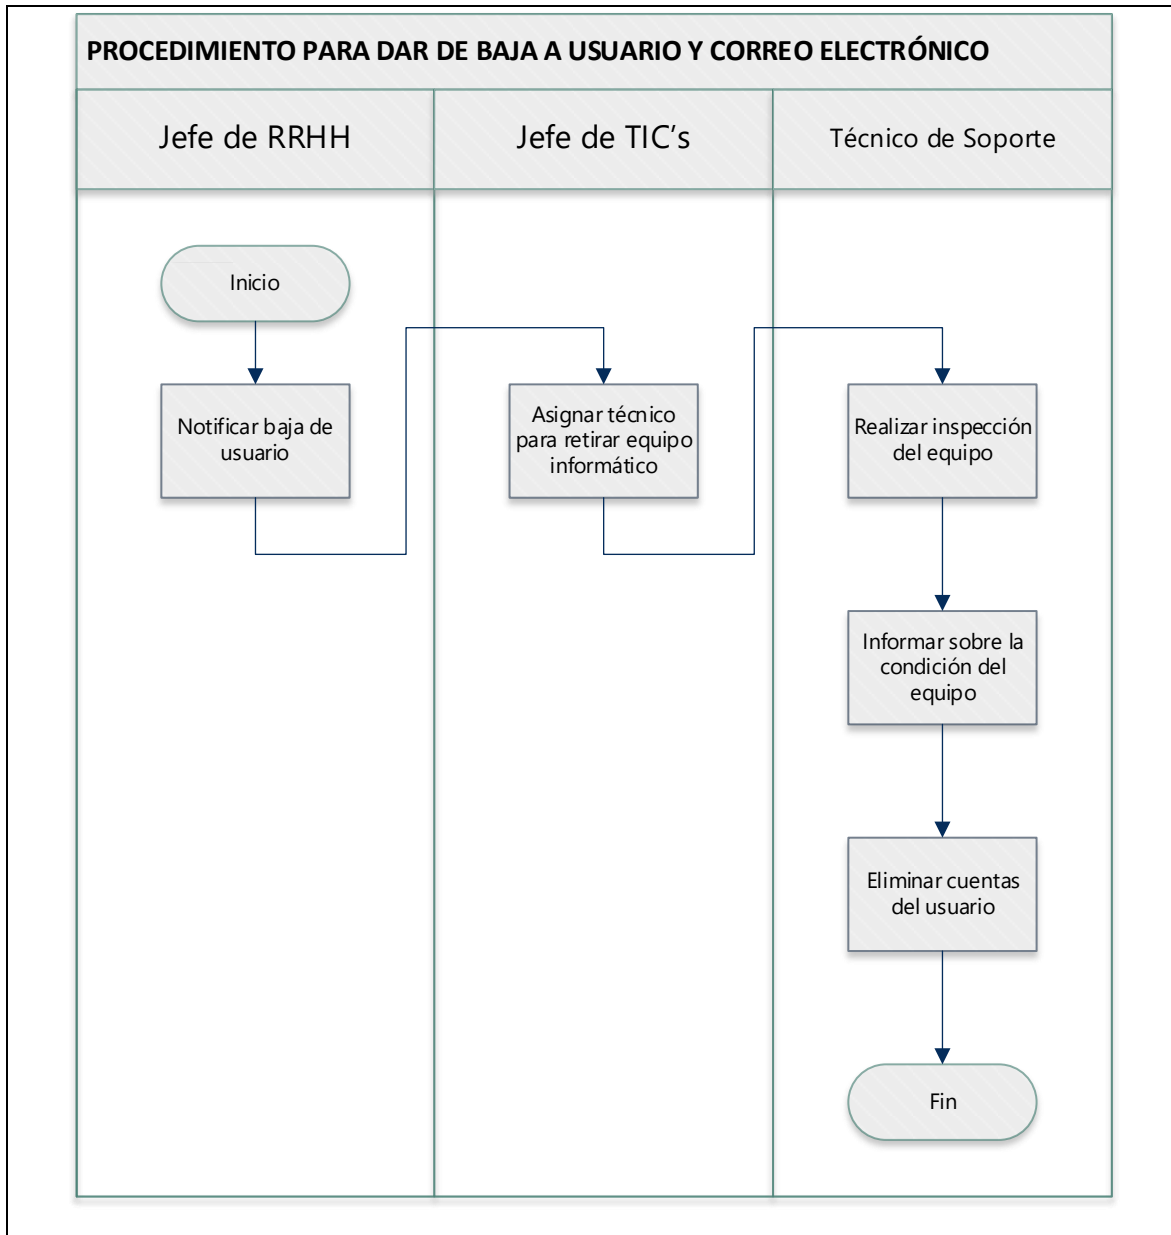 PROCEDIMIENTO PARA DAR DE BAJA A USUARIO Y CORREO ELECTRÓNICO
Jefe de RRHH
Jefe de TIC's
Técnico de Soporte
Inicio
Notificar baja de
usuario
Asignar técnico
para retirar equipo
informático
Realizar inspección
del equipo
Informar sobre la
condición del
equipo
Eliminar cuentas
del usuario
Fin